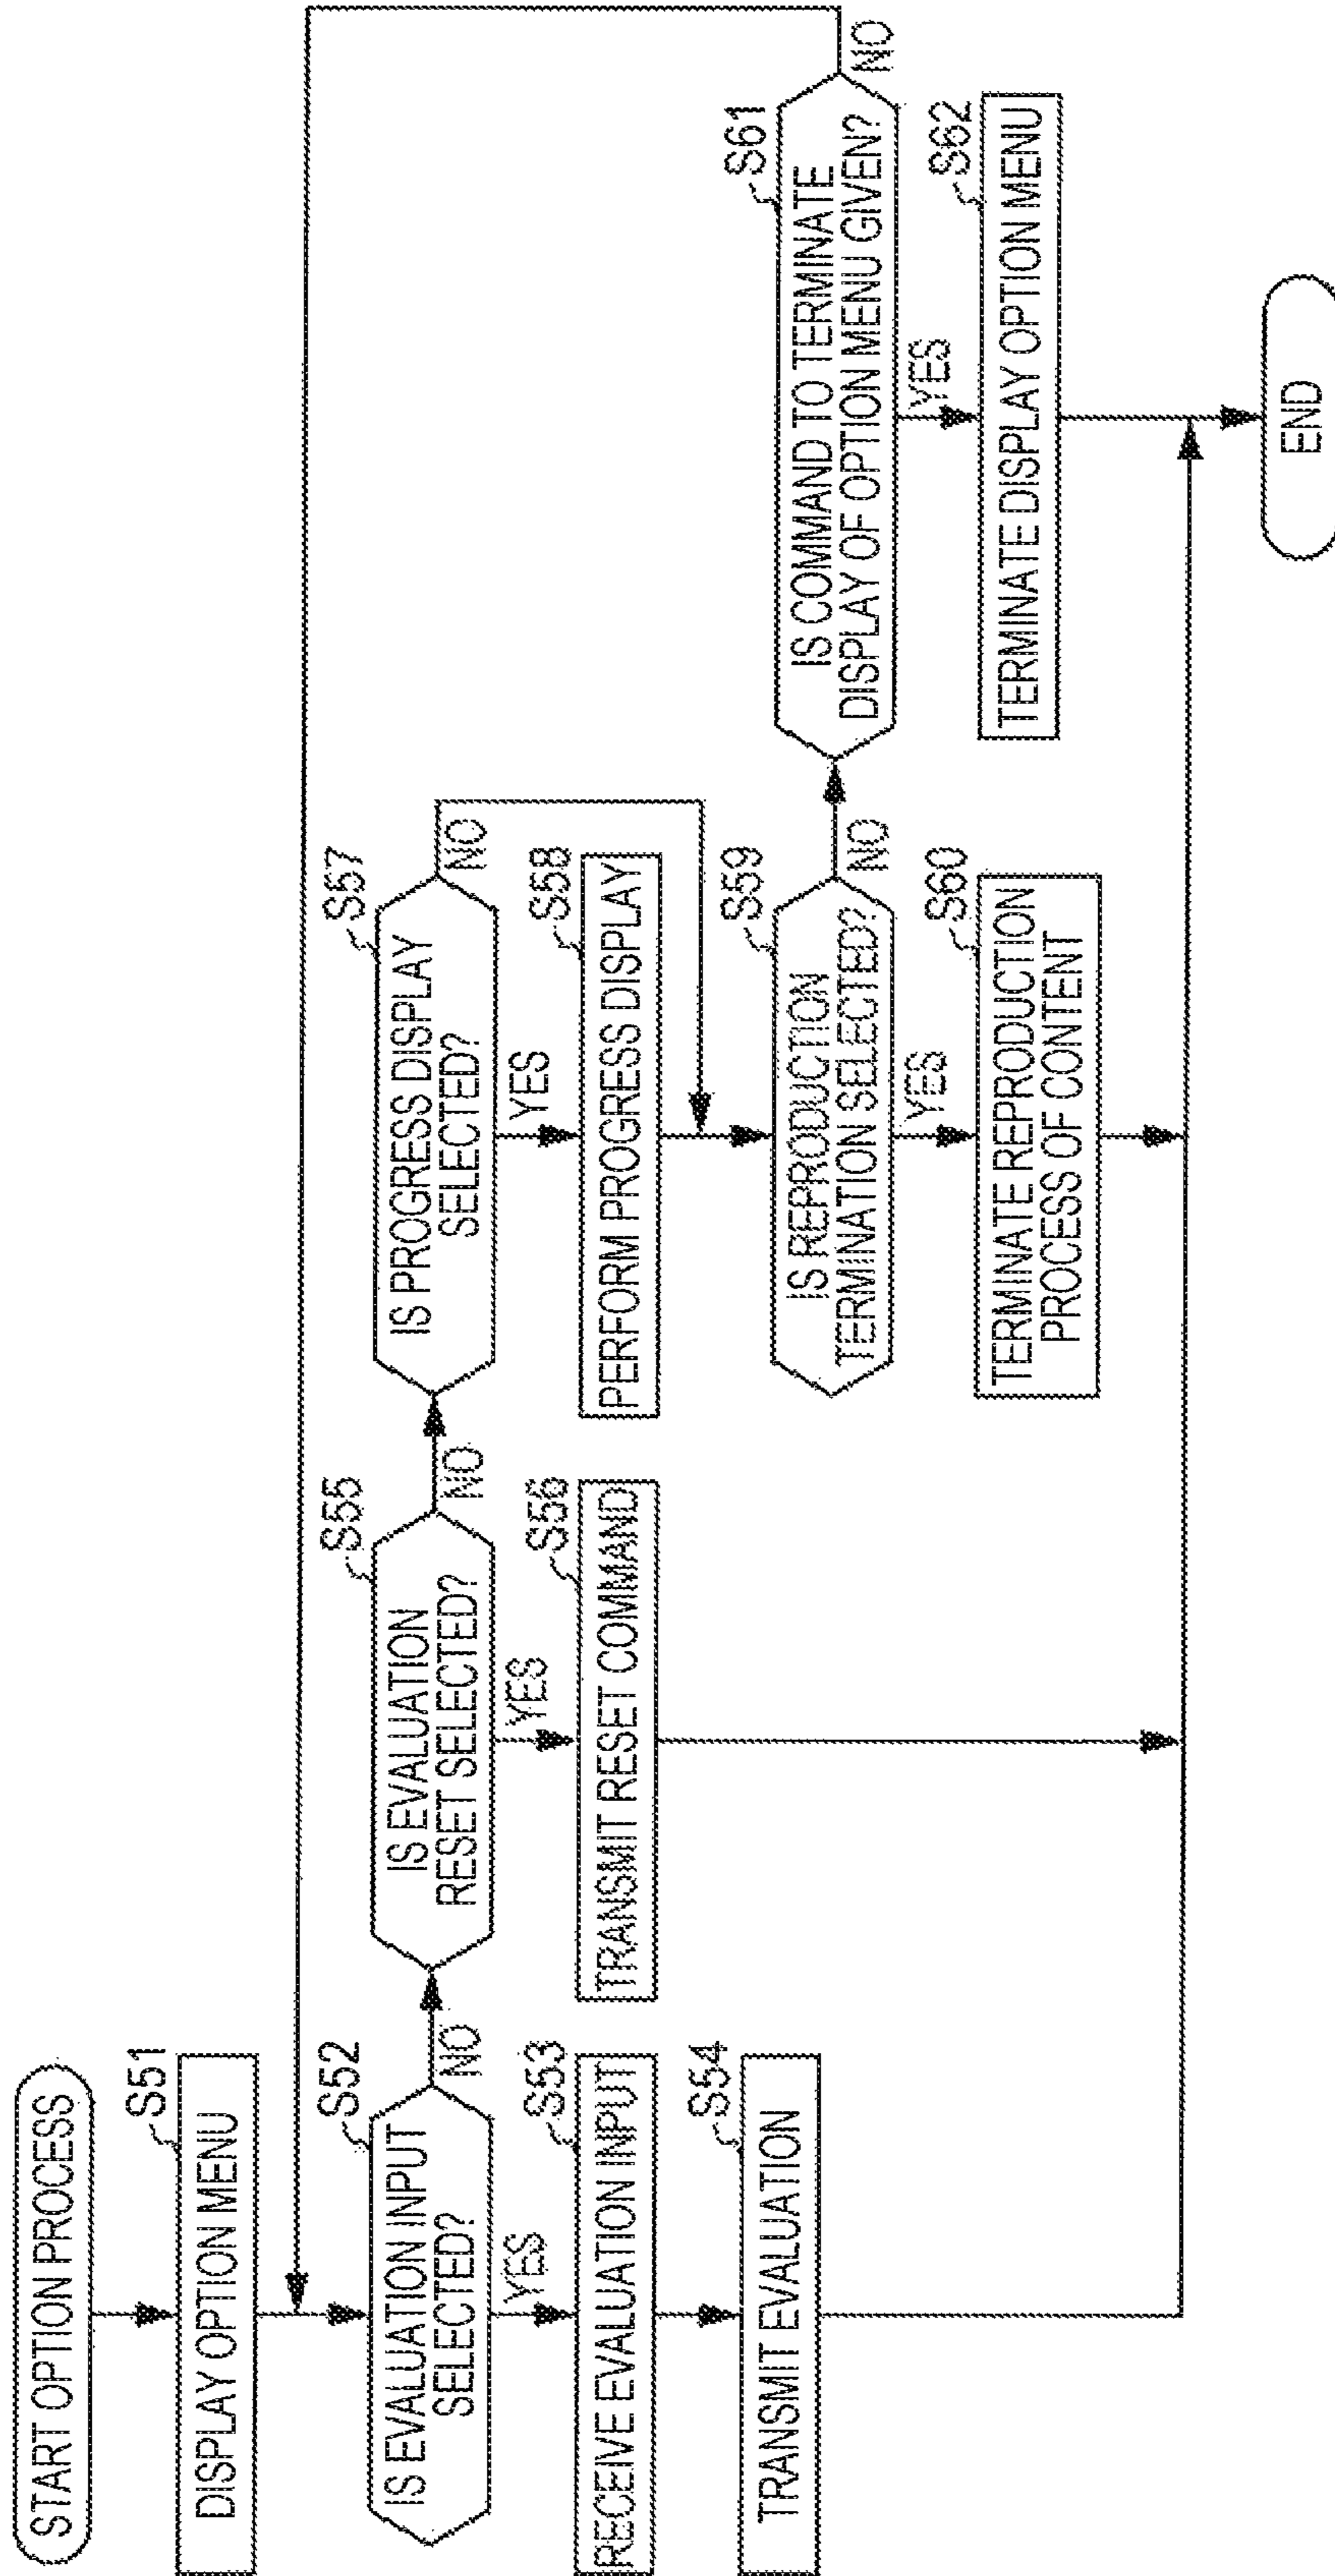 START OPTION PROCESS
S51
DISPLAY OPTION MENU
S52
IS EVALUATION INPUT
SELECTED?
NO
YES
S53
RECEIVE EVALUATION INPUT
S54
TRANSMIT EVALUATION
S55
IS EVALUATION
RESET SELECTED?
NO
YES
S56
TRANSMIT RESET COMMAND
S57
IS PROGRESS DISPLAY
SELECTED?
NO
YES
S58
PERFORM PROGRESS DISPLAY
S59
IS REPRODUCTION
TERMINATION SELECTED?
NO
YES
S60
TERMINATE REPRODUCTION
PROCESS OF CONTENT
S61
IS COMMAND TO TERMINATE
DISPLAY OF OPTION MENU GIVEN?
NO
YES
S62
TERMINATE DISPLAY OPTION MENU
END